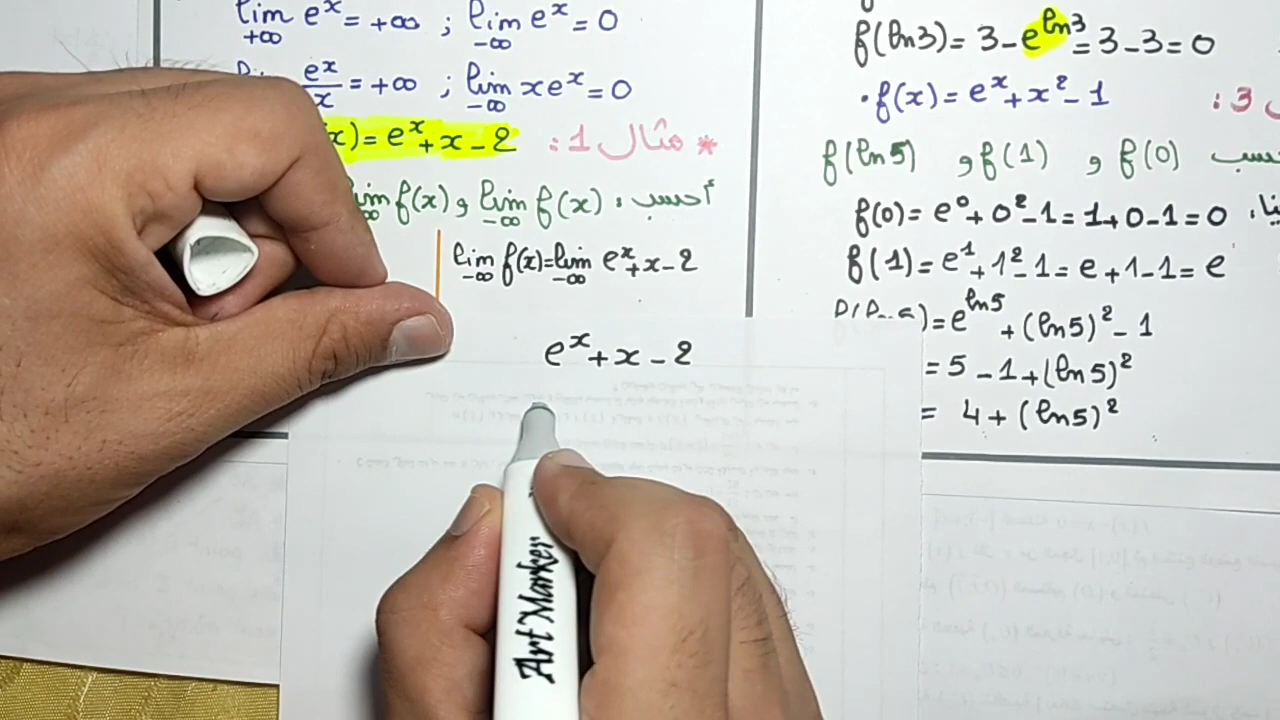 lim e^x = +∞ ; lim e^x = 0
+∞ -∞
e^x/x = +∞ ; lim xe^x = 0
-∞
* مثال 1 : x) = e^x + x - 2
أحسب : lim f(x) , lim f(x)
∞ -∞
lim f(x) = lim e^x + x - 2
-∞ -∞
e^x + x - 2
Art Marker
f(ln3) = 3 - e^ln3 = 3 - 3 = 0
3 :
• f(x) = e^x + x² - 1
f(ln5) , f(1) , f(0)
f(0) = e^0 + 0² - 1 = 1 + 0 - 1 = 0
f(1) = e^1 + 1² - 1 = e + 1 - 1 = e
) = e^ln5 + (ln5)² - 1
= 5 - 1 + (ln5)²
= 4 + (ln5)²